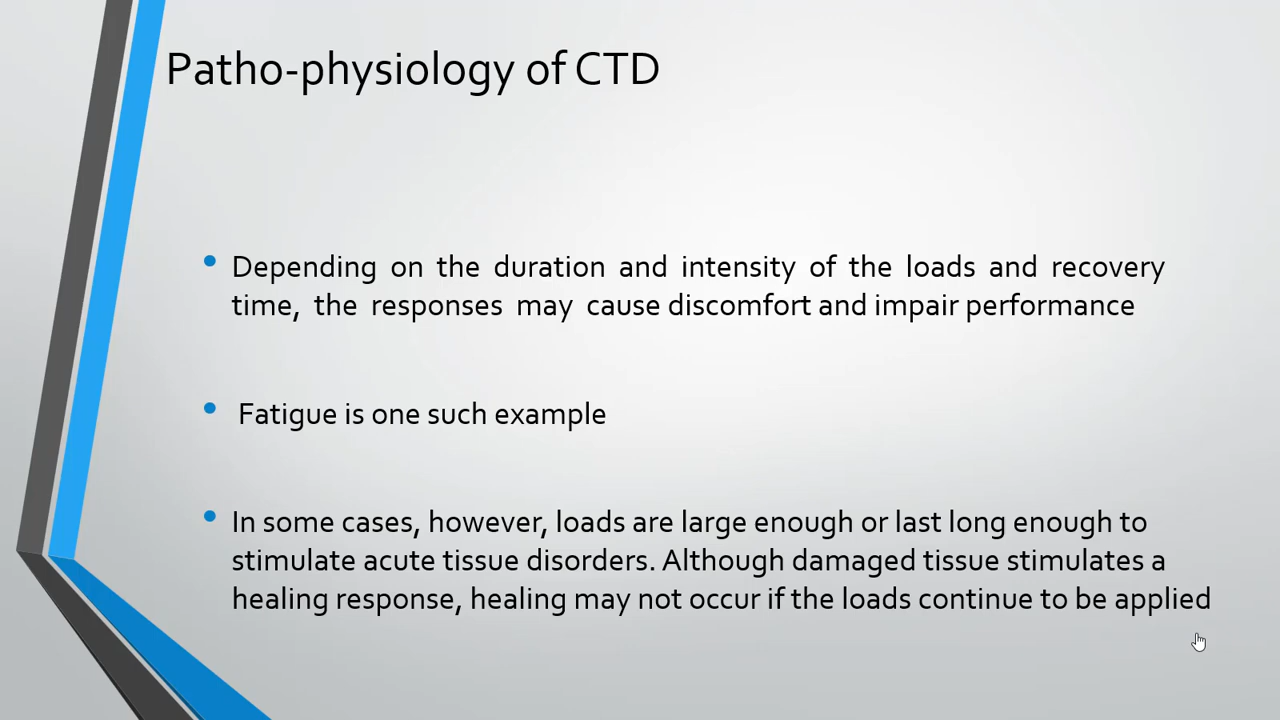 Patho-physiology of CTD
• Depending on the duration and intensity of the loads and recovery
time, the responses may cause discomfort and impair performance
• Fatigue is one such example
• In some cases, however, loads are large enough or last long enough to
stimulate acute tissue disorders. Although damaged tissue stimulates a
healing response, healing may not occur if the loads continue to be applied